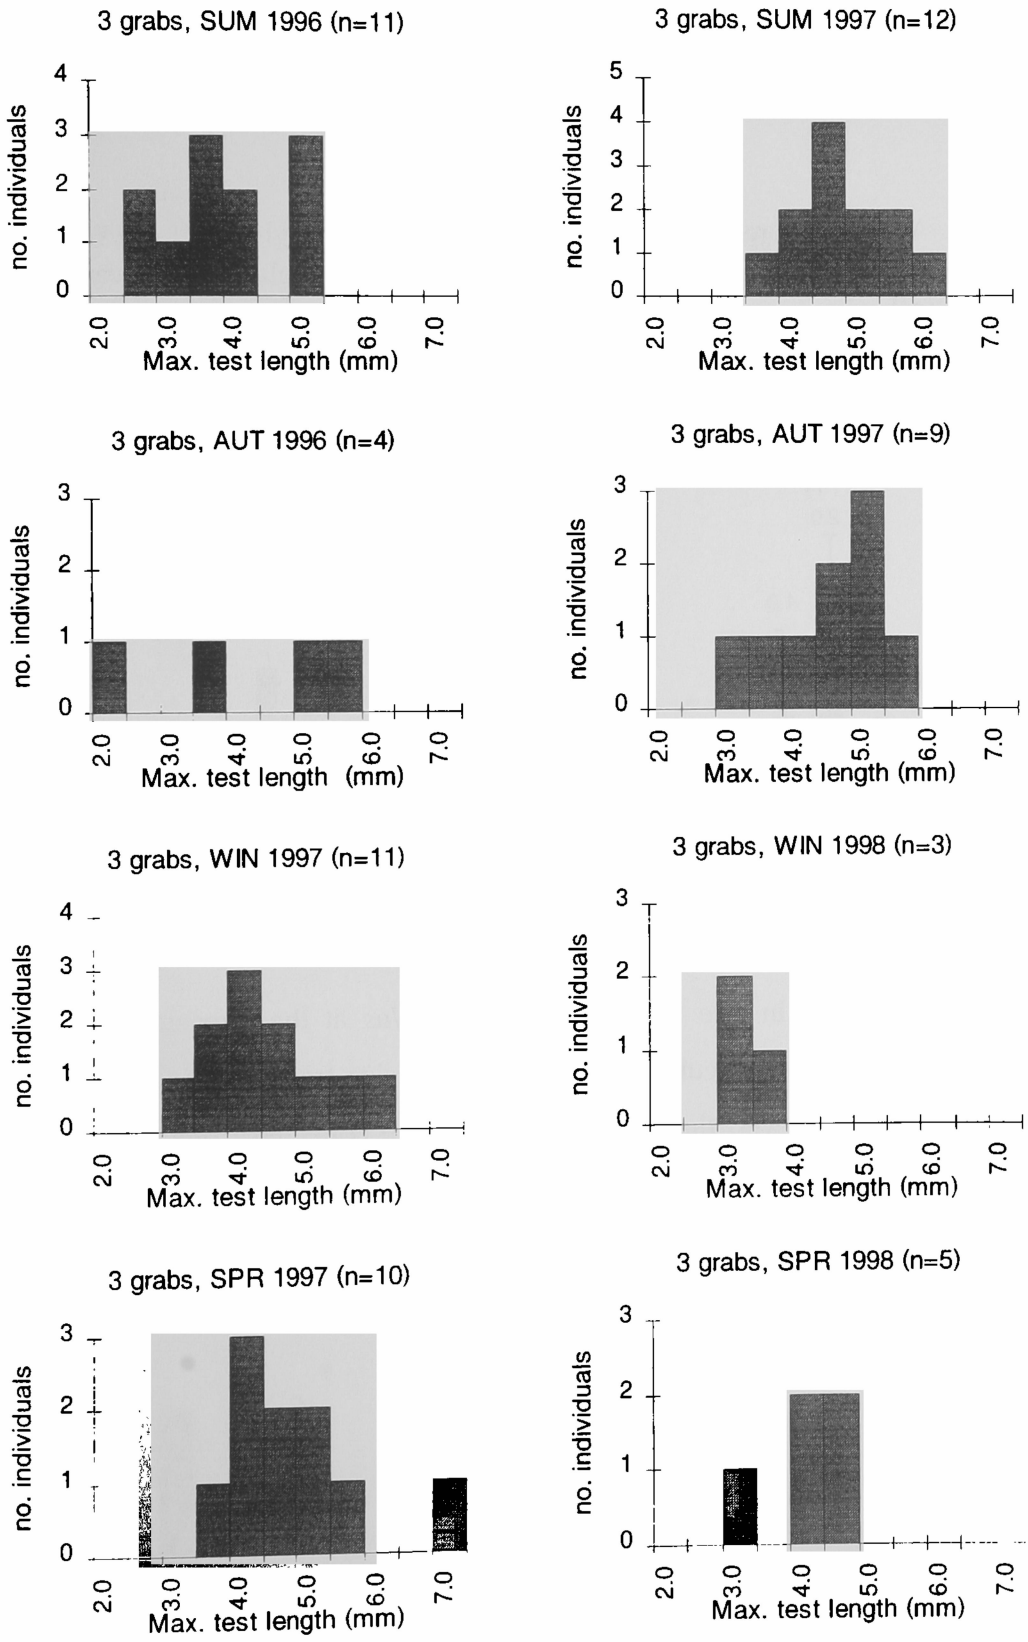 3 grabs, SUM 1996 (n=11)
no. individuals
4
3
2
1
0
2.0 3.0 4.0 5.0 6.0 7.0
Max. test length (mm)
3 grabs, SUM 1997 (n=12)
no. individuals
5
4
3
2
1
0
2.0 3.0 4.0 5.0 6.0 7.0
Max. test length (mm)
3 grabs, AUT 1996 (n=4)
no. individuals
3
2
1
0
2.0 3.0 4.0 5.0 6.0 7.0
Max. test length (mm)
3 grabs, AUT 1997 (n=9)
no. individuals
3
2
1
0
2.0 3.0 4.0 5.0 6.0 7.0
Max. test length (mm)
3 grabs, WIN 1997 (n=11)
no. individuals
4
3
2
1
0
2.0 3.0 4.0 5.0 6.0 7.0
Max. test length (mm)
3 grabs, WIN 1998 (n=3)
no. individuals
3
2
1
0
2.0 3.0 4.0 5.0 6.0 7.0
Max. test length (mm)
3 grabs, SPR 1997 (n=10)
no. individuals
3
2
1
0
2.0 3.0 4.0 5.0 6.0 7.0
Max. test length (mm)
3 grabs, SPR 1998 (n=5)
no. individuals
3
2
1
0
2.0 3.0 4.0 5.0 6.0 7.0
Max. test length (mm)